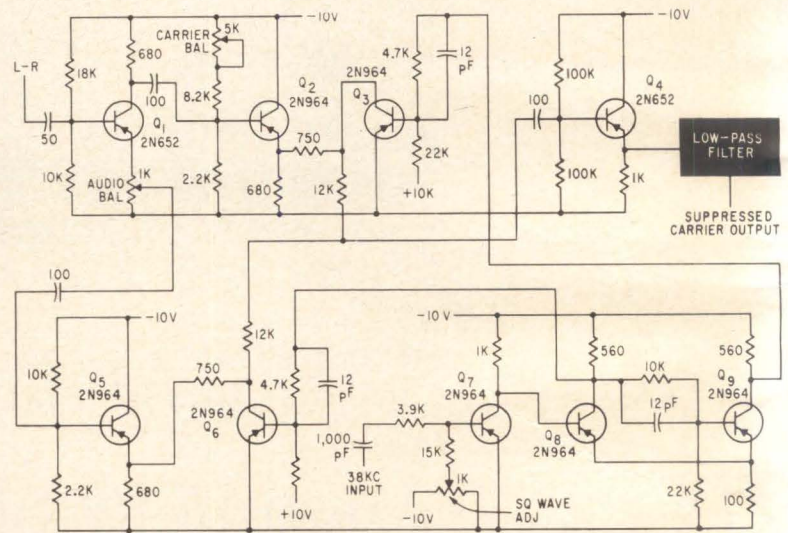 -10V
-10V
CARRIER
BAL
5K
680
4.7K
12
pF
L-R
18K
Q2
2N964
2N964
Q3
100K
Q4
2N652
100
8.2K
100
50
Q1
2N652
750
LOW-PASS
FILTER
22K
+10K
10K
AUDIO
BAL
1K
2.2K
680
12K
100K
1K
SUPPRESSED
CARRIER OUTPUT
100
-10V
-10V
12K
10K
Q5
2N964
750
4.7K
12
pF
1K
560
560
10K
Q7
2N964
Q9
2N964
2N964
Q6
3.9K
12pF
Q8
2N964
1,000
pF
15K
38KC
INPUT
1K
2.2K
680
22K
100
+10V
-10V
SQ WAVE
ADJ